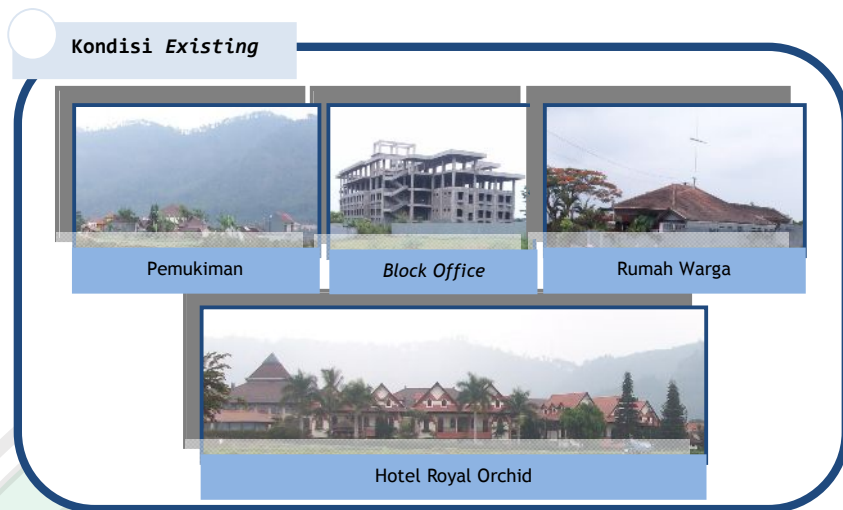 Kondisi Existing
Pemukiman
Block Office
Rumah Warga
Hotel Royal Orchid